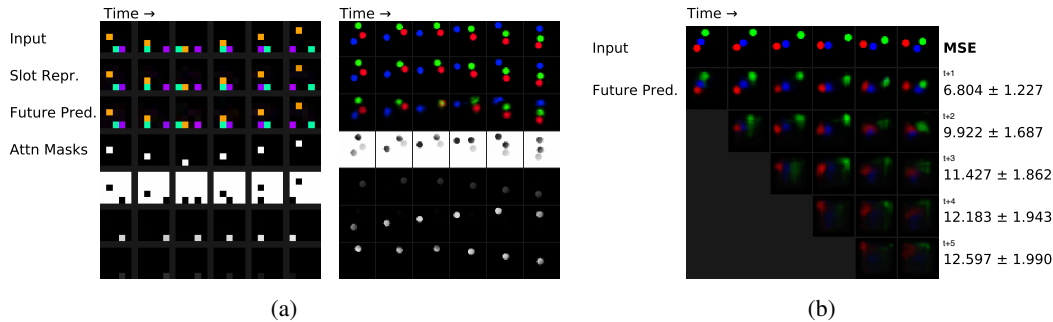 Time →
Time →
Input
Slot Repr.
Future Pred.
Attn Masks
(a)
Time →
Input
MSE
Future Pred.
t+1
6.804 ± 1.227
t+2
9.922 ± 1.687
t+3
11.427 ± 1.862
t+4
12.183 ± 1.943
t+5
12.597 ± 1.990
(b)